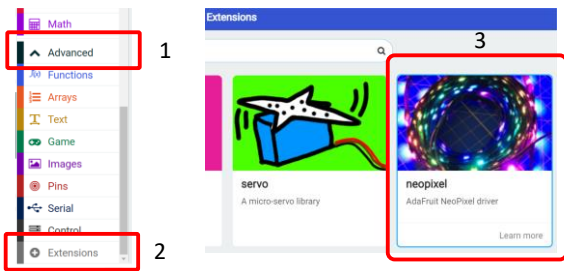 Math
Advanced
1
Functions
Arrays
Text
Game
Images
Pins
Serial
Control
Extensions
2
Extensions
3
servo
A micro-servo library
neopixel
AdaFruit NeoPixel driver
Learn more